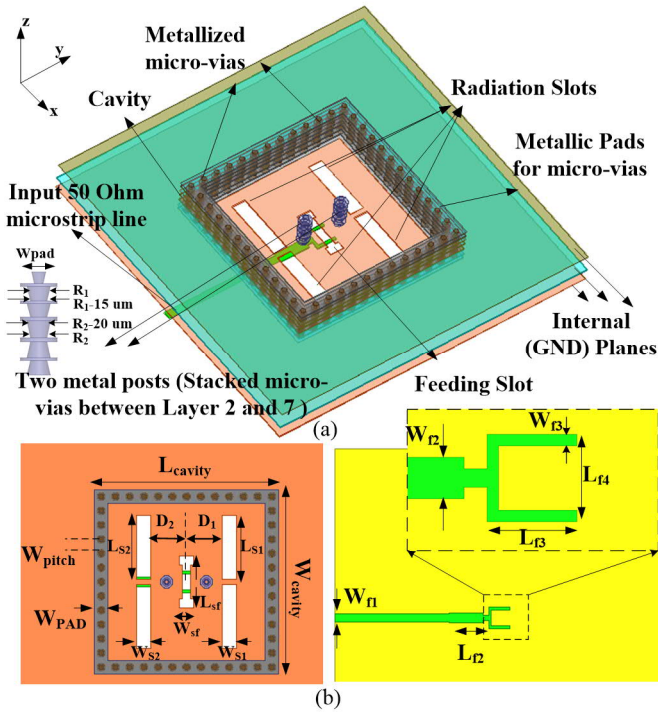 z
y
x
Metallized
micro-vias
Cavity
Radiation Slots
Metallic Pads
for micro-vias
Input 50 Ohm
microstrip line
Wpad
R1
R1-15 um
R2-20 um
R2
Internal
(GND) Planes
Two metal posts (Stacked micro-
vias between Layer 2 and 7 )
Feeding Slot
(a)
Lcavity
D2
D1
LS2
LS1
Wpitch
Lsf
WPAD
Wsf
WS2
WS1
Wcavity
Wf2
Wf3
Lf4
Lf3
Wf1
Lf2
(b)